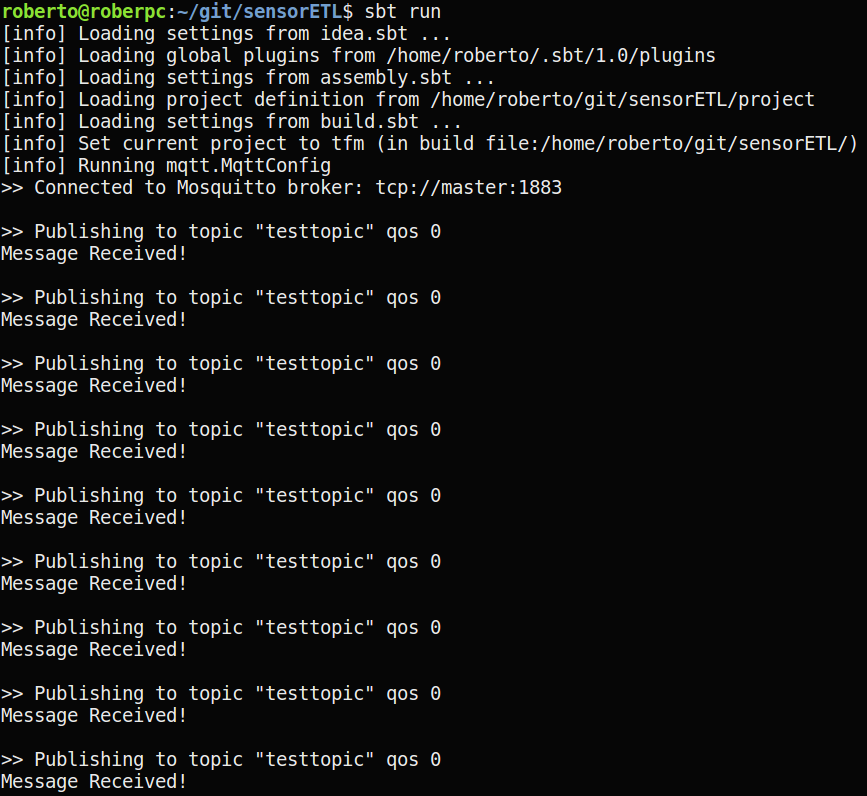 roberto@roberpc:~/git/sensorETL$ sbt run
[info] Loading settings from idea.sbt ...
[info] Loading global plugins from /home/roberto/.sbt/1.0/plugins
[info] Loading settings from assembly.sbt ...
[info] Loading project definition from /home/roberto/git/sensorETL/project
[info] Loading settings from build.sbt ...
[info] Set current project to tfm (in build file:/home/roberto/git/sensorETL/)
[info] Running mqtt.MqttConfig
>> Connected to Mosquitto broker: tcp://master:1883
>> Publishing to topic "testtopic" qos 0
Message Received!
>> Publishing to topic "testtopic" qos 0
Message Received!
>> Publishing to topic "testtopic" qos 0
Message Received!
>> Publishing to topic "testtopic" qos 0
Message Received!
>> Publishing to topic "testtopic" qos 0
Message Received!
>> Publishing to topic "testtopic" qos 0
Message Received!
>> Publishing to topic "testtopic" qos 0
Message Received!
>> Publishing to topic "testtopic" qos 0
Message Received!
>> Publishing to topic "testtopic" qos 0
Message Received!